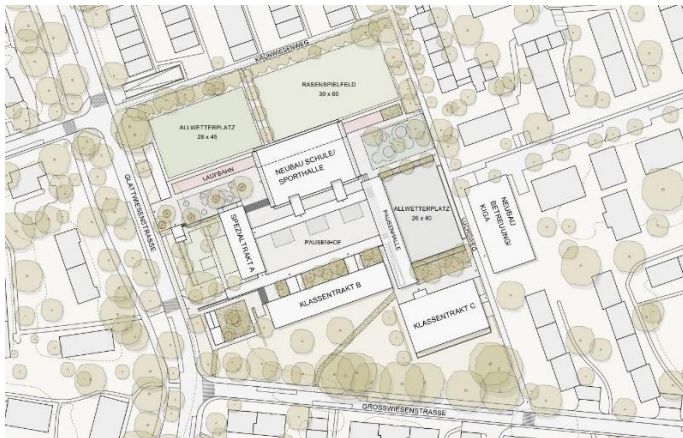 KRONWIESENWEG
RASENSPIELFELD
30 x 60
ALLWETTERPLATZ
28 x 45
LAUFBAHN
NEUBAU SCHULE/
SPORTHALLE
GLATTWIESENSTRASSE
SPEZIALTRAKT A
PAUSENHOF
PAUSENHALLE
ALLWETTERPLATZ
26 x 40
LUCHSWEG
NEUBAU
BETREUUNG/
KIGA
KLASSENTRAKT B
KLASSENTRAKT C
GROSSWIESENSTRASSE